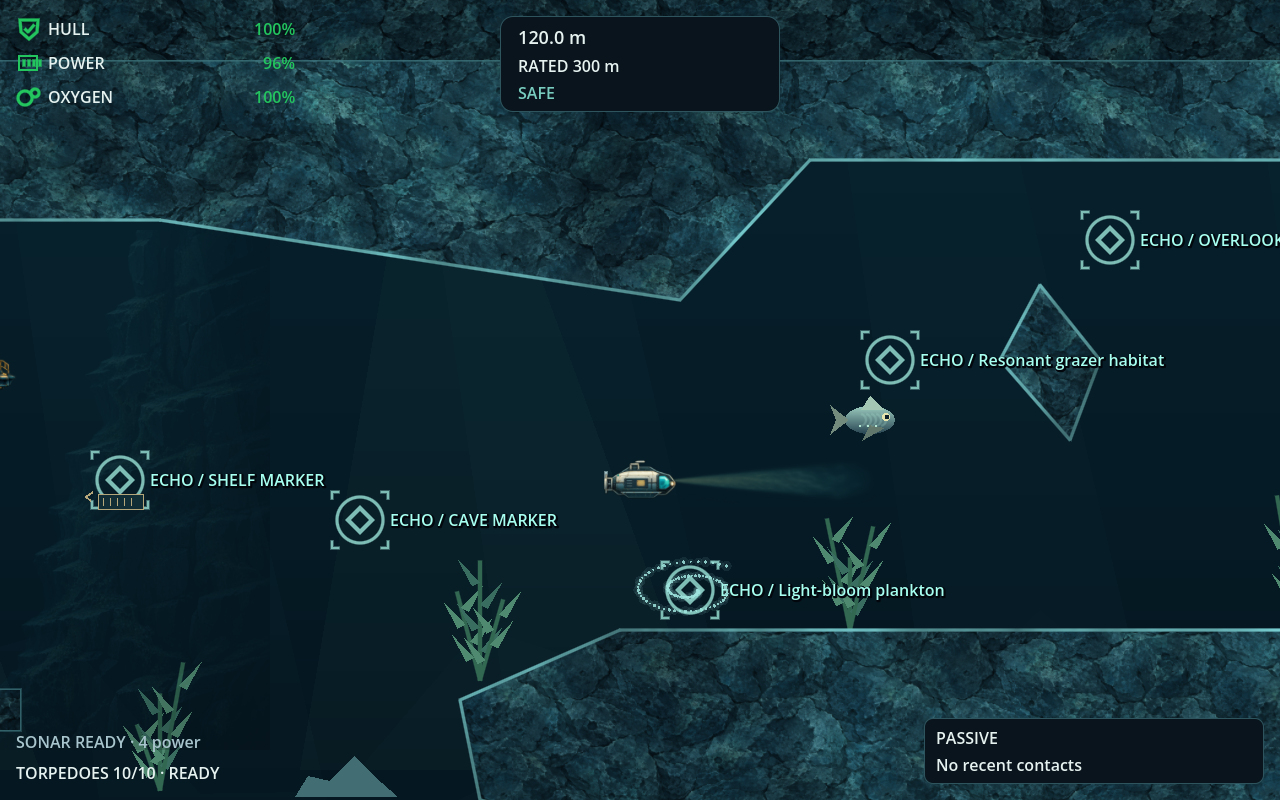 HULL 100%
POWER 96%
OXYGEN 100%
120.0 m
RATED 300 m
SAFE
ECHO / OVERLOOK
ECHO / Resonant grazer habitat
ECHO / SHELF MARKER
ECHO / CAVE MARKER
ECHO / Light-bloom plankton
SONAR READY · 4 power
TORPEDOES 10/10 · READY
PASSIVE
No recent contacts